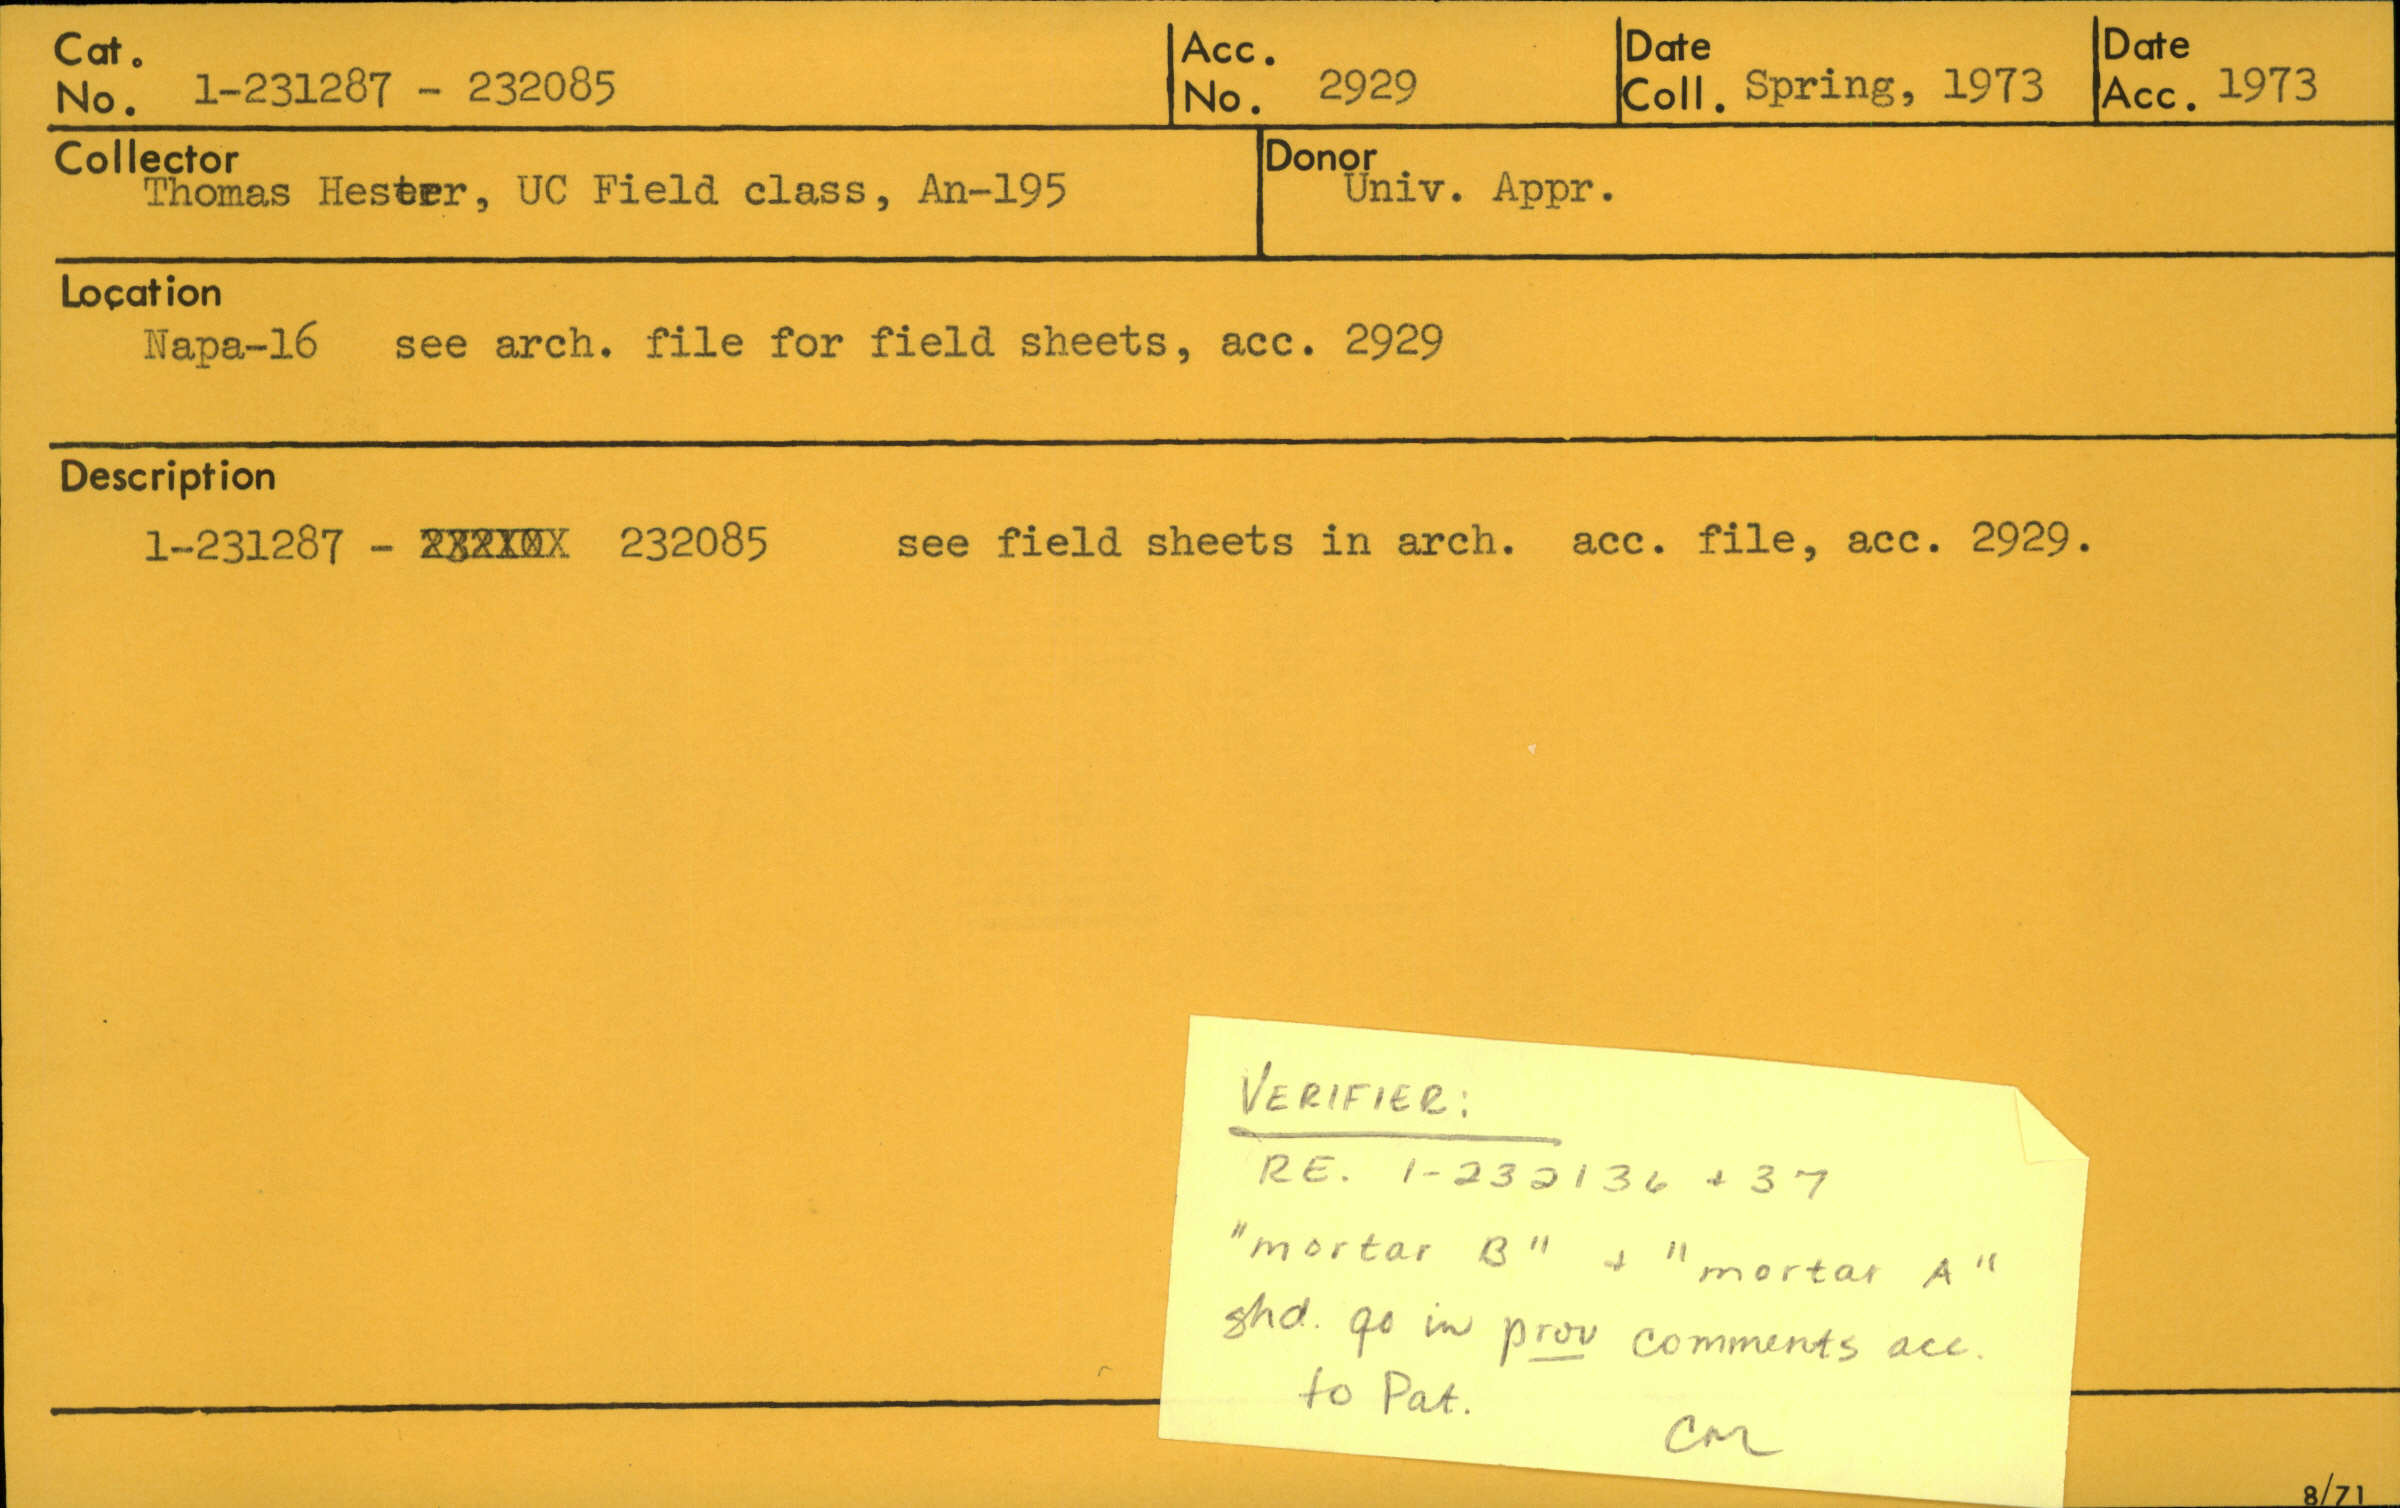 Cat. No. 1-231287 - 232085
Acc. No. 2929
Date Coll. Spring, 1973
Date Acc. 1973
Collector
Thomas Hester, UC Field class, An-195
Donor
Univ. Appr.
Location
Napa-16 see arch. file for field sheets, acc. 2929
Description
1-231287 - 232085 see field sheets in arch. acc. file, acc. 2929.
VERIFIER:
RE. 1-232136 + 37
"mortar B" + "mortar A"
shd. go in prov comments acc.
to Pat.
CM
8/71